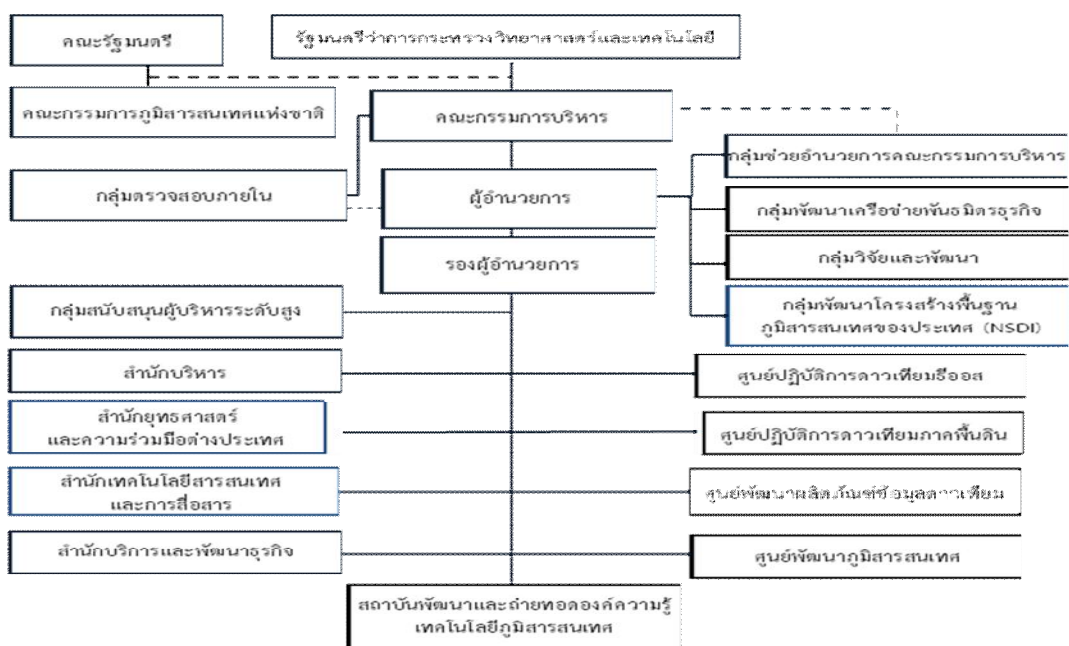 คณะรัฐมนตรี
รัฐมนตรีว่าการกระทรวงวิทยาศาสตร์และเทคโนโลยี
คณะกรรมการภูมิสารสนเทศแห่งชาติ
คณะกรรมการบริหาร
กลุ่มช่วยอำนวยการคณะกรรมการบริหาร
กลุ่มตรวจสอบภายใน
ผู้อำนวยการ
กลุ่มพัฒนาเครือข่ายพันธมิตรธุรกิจ
รองผู้อำนวยการ
กลุ่มวิจัยและพัฒนา
กลุ่มสนับสนุนผู้บริหารระดับสูง
กลุ่มพัฒนาโครงสร้างพื้นฐาน
ภูมิสารสนเทศของประเทศ (NSDI)
สำนักบริหาร
ศูนย์ปฏิบัติการดาวเทียมธีออส
สำนักยุทธศาสตร์
และความร่วมมือต่างประเทศ
ศูนย์ปฏิบัติการดาวเทียมภาคพื้นดิน
สำนักเทคโนโลยีสารสนเทศ
และการสื่อสาร
ศูนย์พัฒนาผลิตภัณฑ์ข้อมูลดาวเทียม
สำนักบริการและพัฒนาธุรกิจ
ศูนย์พัฒนาภูมิสารสนเทศ
สถาบันพัฒนาและถ่ายทอดองค์ความรู้
เทคโนโลยีภูมิสารสนเทศ